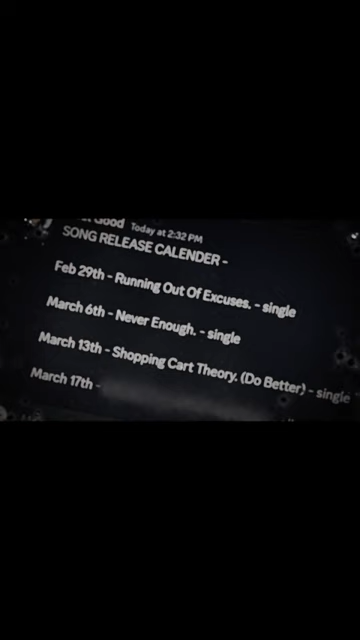 Good Today at 2:32 PM
SONG RELEASE CALENDER -
Feb 29th - Running Out Of Excuses. - single
March 6th - Never Enough. - single
March 13th - Shopping Cart Theory. (Do Better) - single
March 17th -